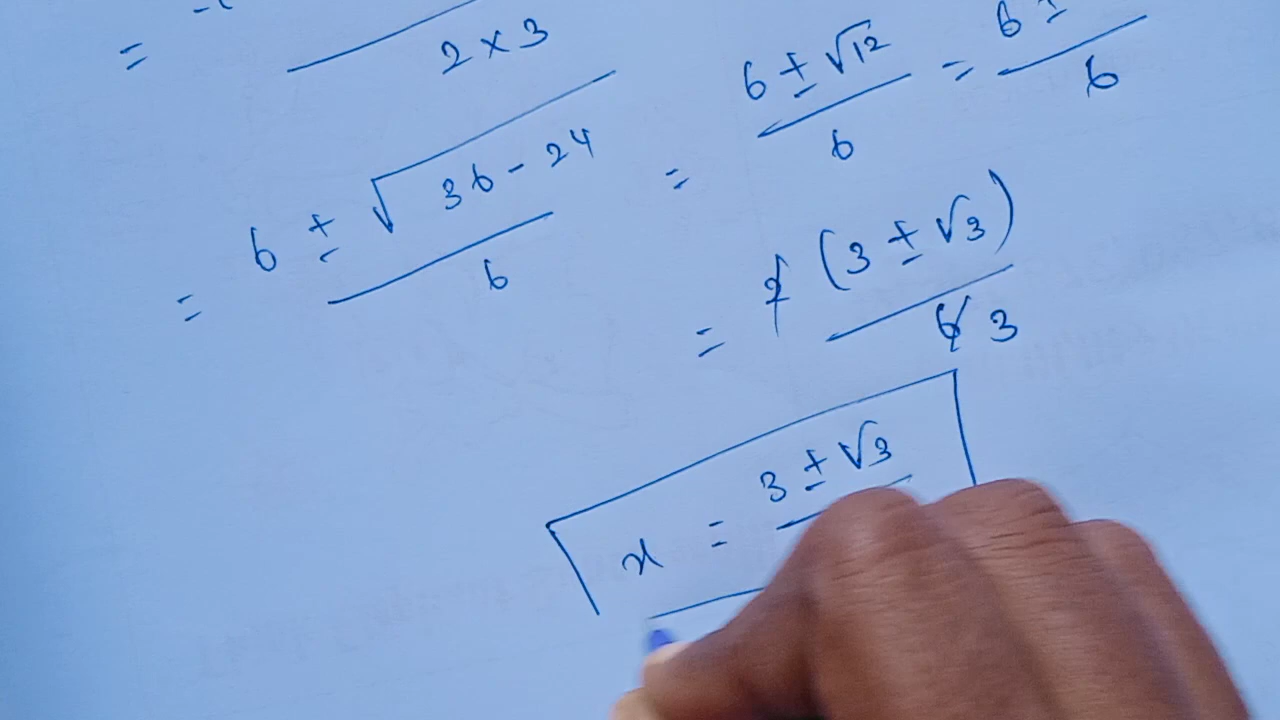 =
2 × 3
= 6 ± √36 - 24
6
= 6 ± √12 = 6 ±
6 6
= 2 (3 ± √3)
6 3
x = 3 ± √3